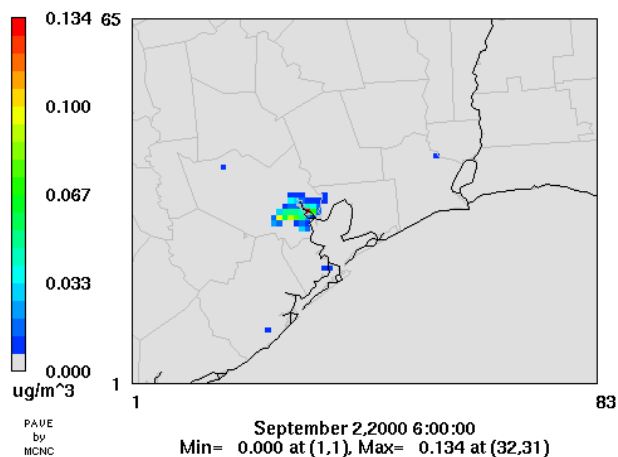 0.134
0.100
0.067
0.033
0.000
ug/m^3
PAVE
by
MCNC
65
1
1
83
September 2,2000 6:00:00
Min= 0.000 at (1,1), Max= 0.134 at (32,31)